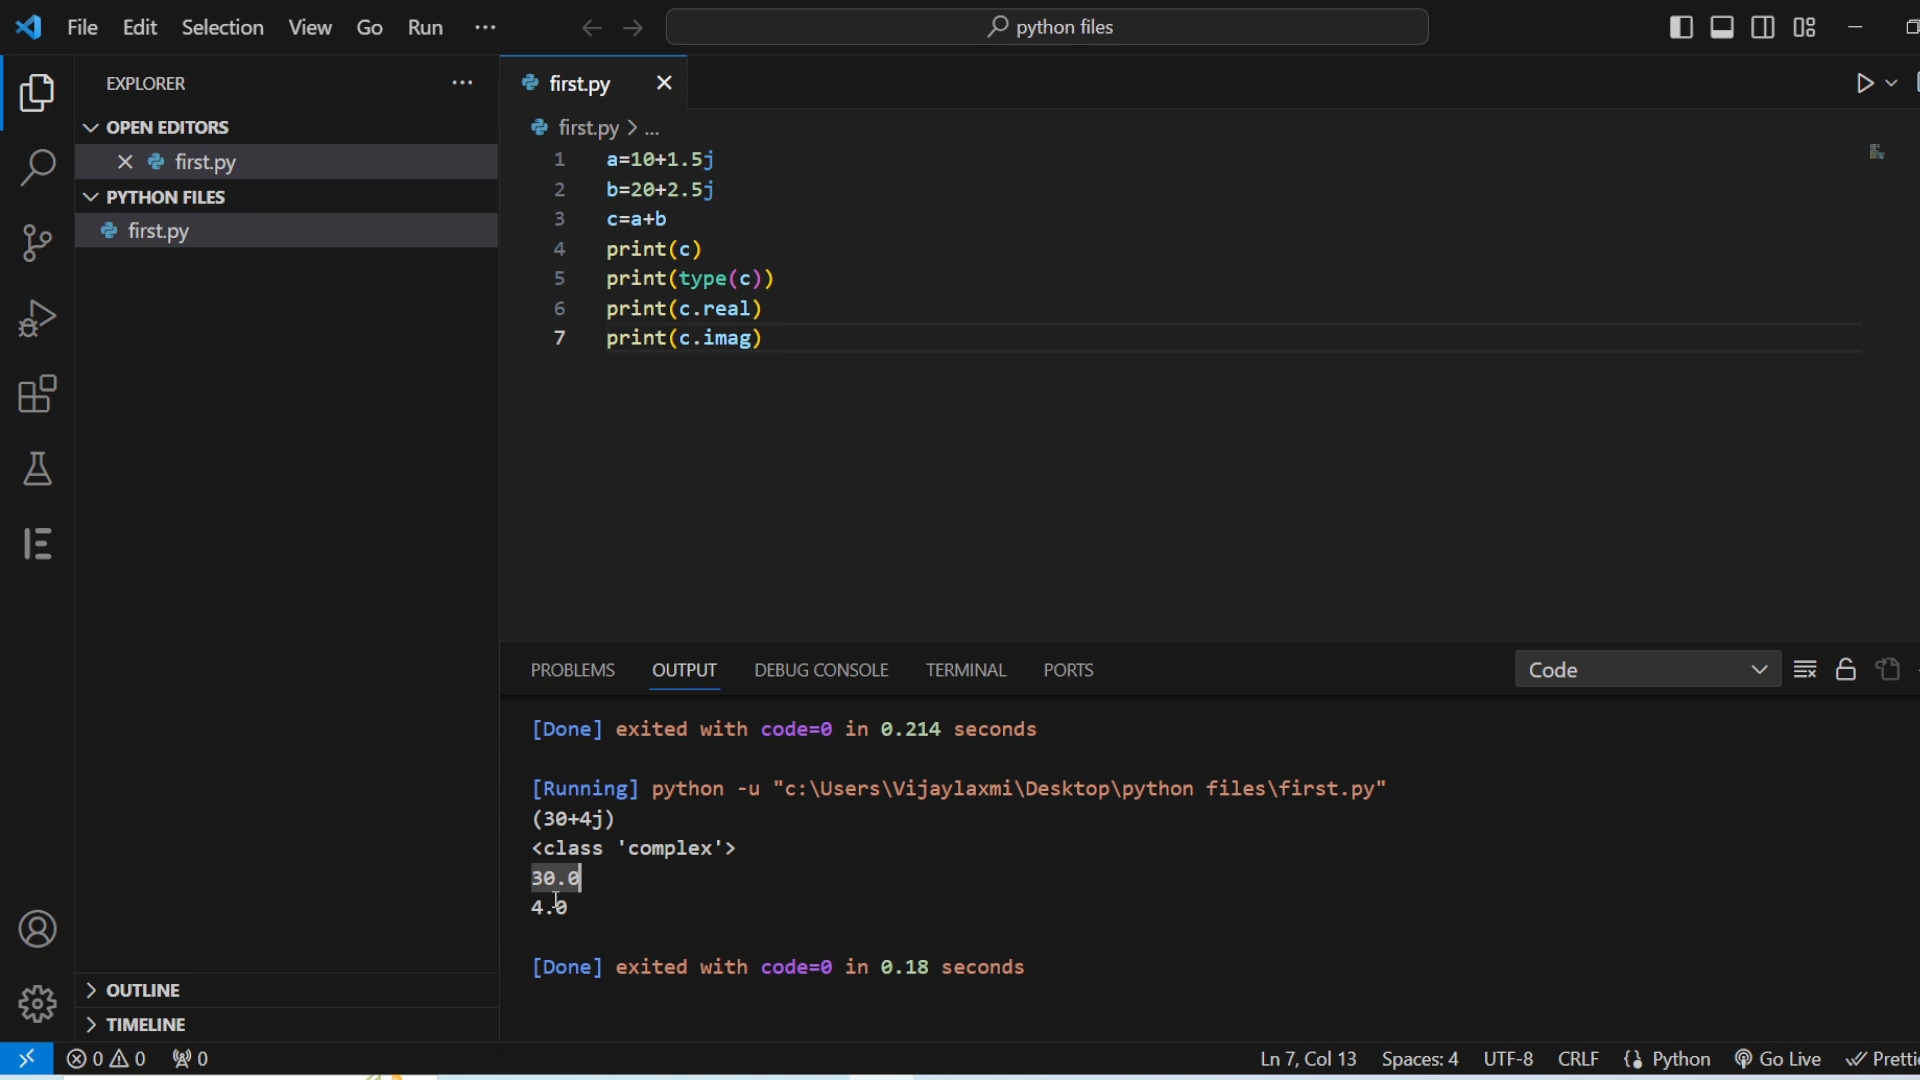 File Edit Selection View Go Run ···
python files
EXPLORER ···
OPEN EDITORS
first.py
PYTHON FILES
first.py
OUTLINE
TIMELINE
first.py
first.py > ...
1 a=10+1.5j
2 b=20+2.5j
3 c=a+b
4 print(c)
5 print(type(c))
6 print(c.real)
7 print(c.imag)
PROBLEMS OUTPUT DEBUG CONSOLE TERMINAL PORTS
Code
[Done] exited with code=0 in 0.214 seconds
[Running] python -u "c:\Users\Vijaylaxmi\Desktop\python files\first.py"
(30+4j)
<class 'complex'>
30.0
4.0
[Done] exited with code=0 in 0.18 seconds
0 0 0 Ln 7, Col 13 Spaces: 4 UTF-8 CRLF {} Python Go Live Prettie